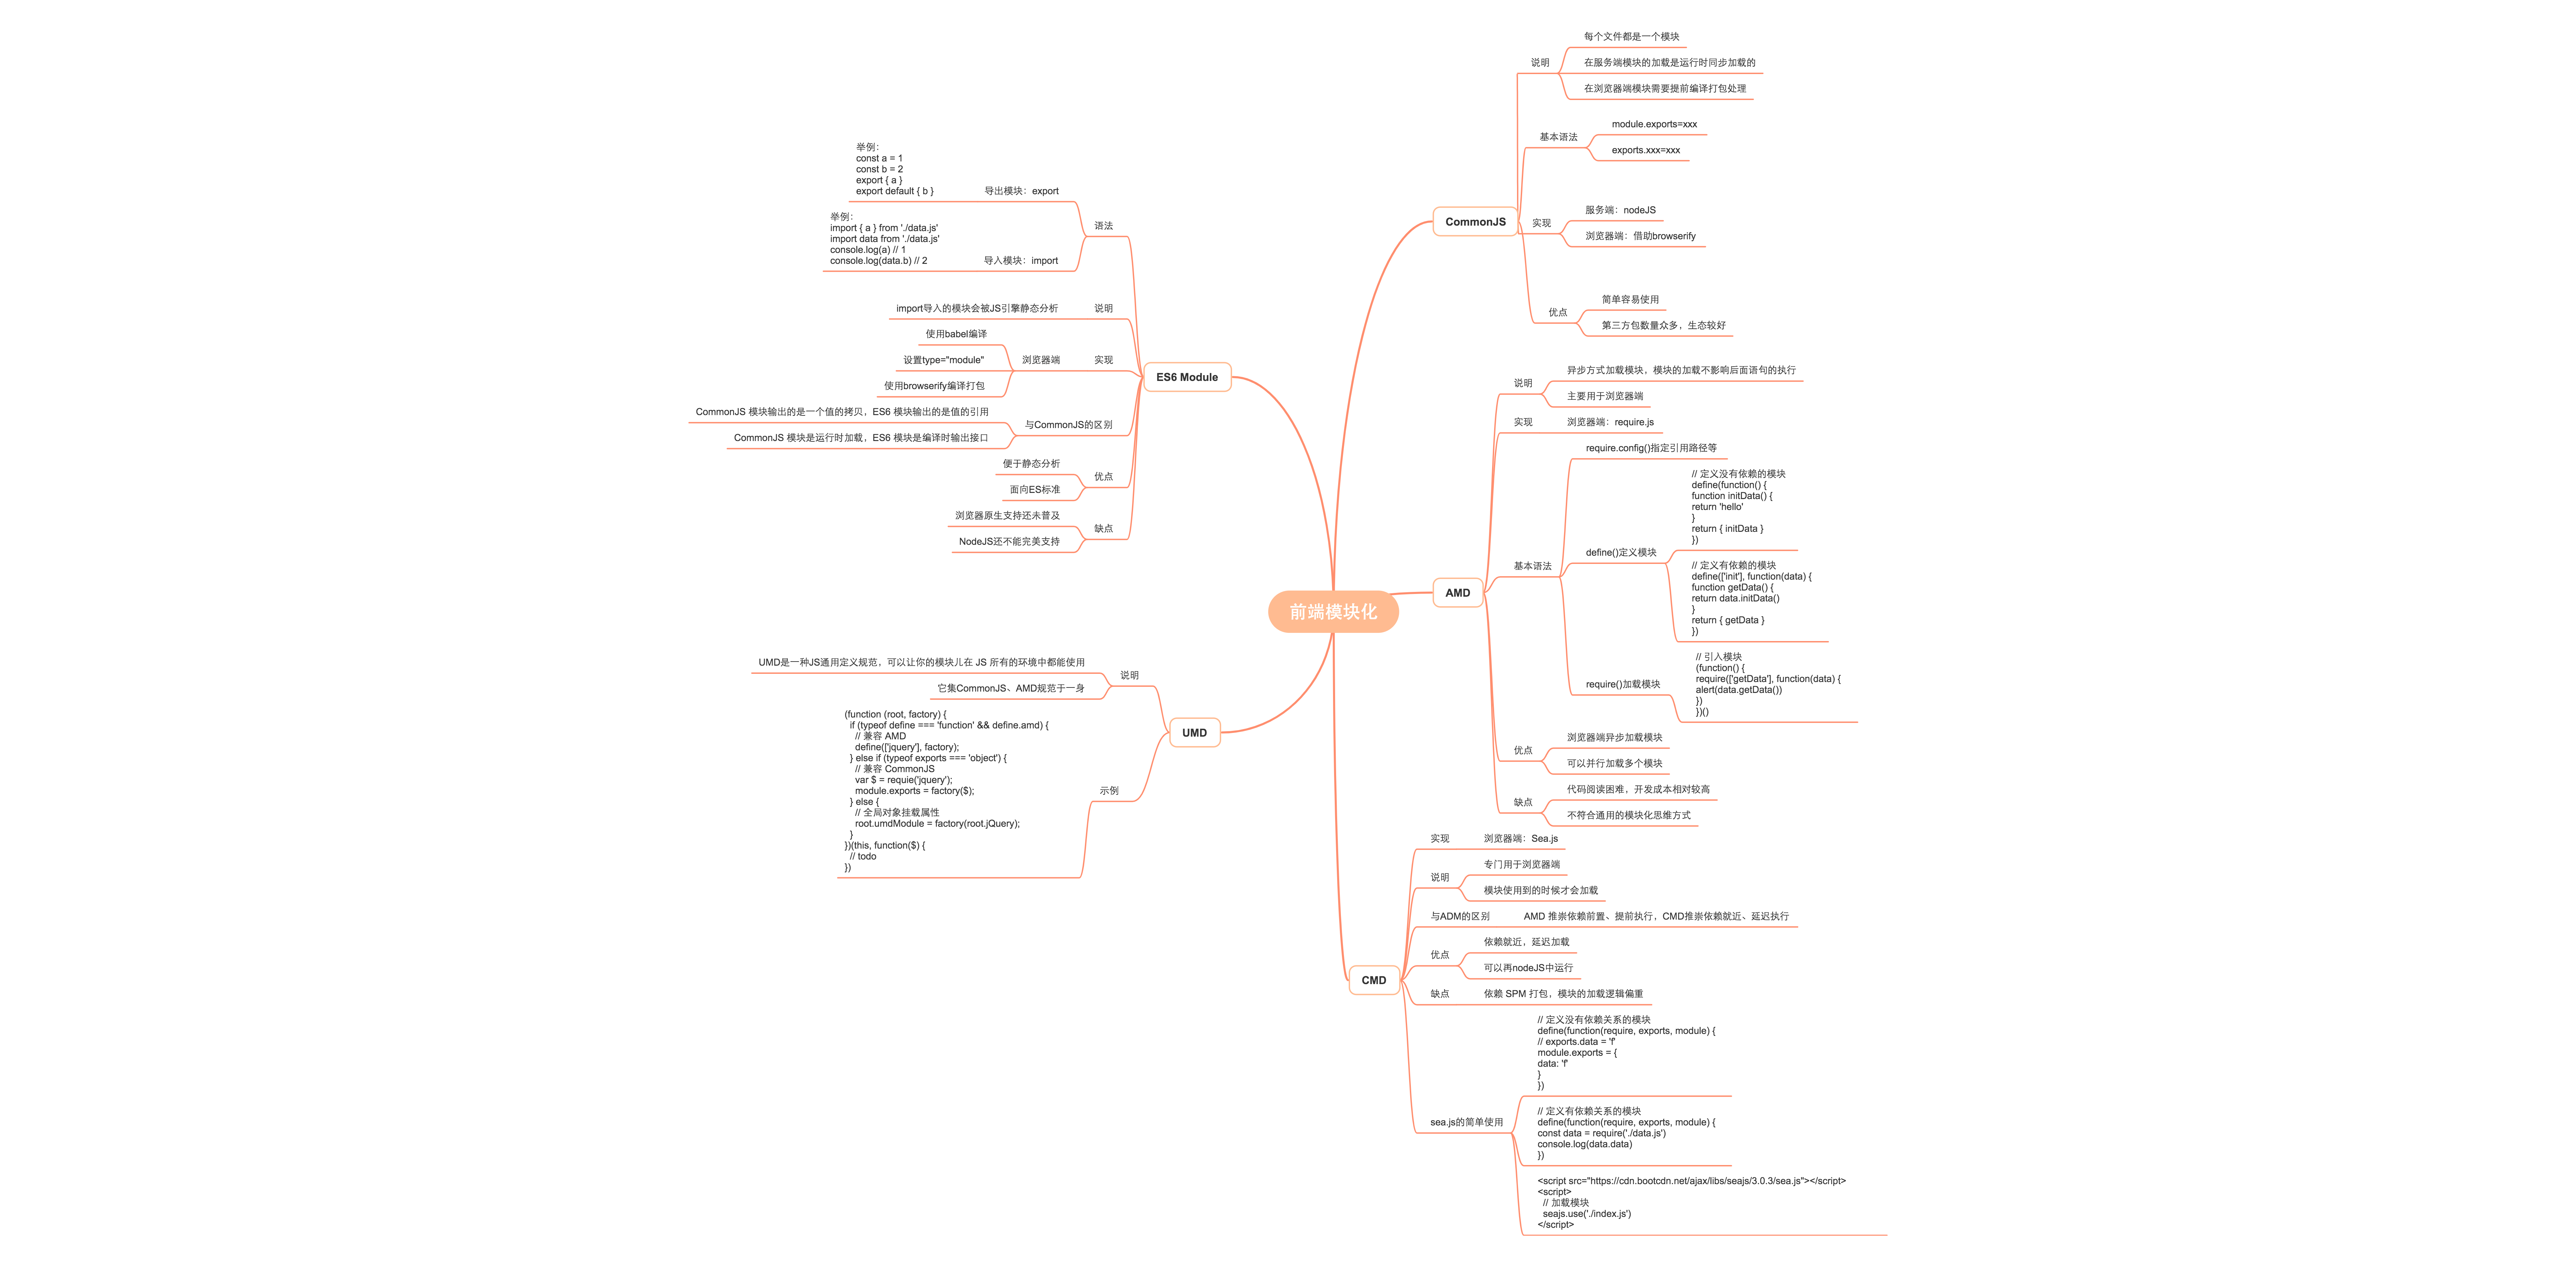 前端模块化
CommonJS
说明
每个文件都是一个模块
在服务端模块的加载是运行时同步加载的
在浏览器端模块需要提前编译打包处理
基本语法
module.exports=xxx
exports.xxx=xxx
实现
服务端：nodeJS
浏览器端：借助browserify
优点
简单容易使用
第三方包数量众多，生态较好
AMD
说明
异步方式加载模块，模块的加载不影响后面语句的执行
主要用于浏览器端
实现
浏览器端：require.js
基本语法
require.config()指定引用路径等
define()定义模块
// 定义没有依赖的模块
define(function() {
function initData() {
return 'hello'
}
return { initData }
})
// 定义有依赖的模块
define(['init'], function(data) {
function getData() {
return data.initData()
}
return { getData }
})
require()加载模块
// 引入模块
(function() {
require(['getData'], function(data) {
alert(data.getData())
})
})()
优点
浏览器端异步加载模块
可以并行加载多个模块
缺点
代码阅读困难，开发成本相对较高
不符合通用的模块化思维方式
CMD
实现
浏览器端：Sea.js
说明
专门用于浏览器端
模块使用到的时候才会加载
与ADM的区别
AMD 推崇依赖前置、提前执行，CMD推崇依赖就近、延迟执行
优点
依赖就近，延迟加载
可以再nodeJS中运行
缺点
依赖 SPM 打包，模块的加载逻辑偏重
sea.js的简单使用
// 定义没有依赖关系的模块
define(function(require, exports, module) {
// exports.data = 'f'
module.exports = {
data: 'f'
}
})
// 定义有依赖关系的模块
define(function(require, exports, module) {
const data = require('./data.js')
console.log(data.data)
})
<script src="https://cdn.bootcdn.net/ajax/libs/seajs/3.0.3/sea.js"></script>
<script>
// 加载模块
seajs.use('./index.js')
</script>
ES6 Module
语法
导出模块：export
举例：
const a = 1
const b = 2
export { a }
export default { b }
导入模块：import
举例：
import { a } from './data.js'
import data from './data.js'
console.log(a) // 1
console.log(data.b) // 2
说明
import导入的模块会被JS引擎静态分析
实现
浏览器端
使用babel编译
设置type="module"
使用browserify编译打包
与CommonJS的区别
CommonJS 模块输出的是一个值的拷贝，ES6 模块输出的是值的引用
CommonJS 模块是运行时加载，ES6 模块是编译时输出接口
优点
便于静态分析
面向ES标准
缺点
浏览器原生支持还未普及
NodeJS还不能完美支持
UMD
说明
UMD是一种JS通用定义规范，可以让你的模块儿在 JS 所有的环境中都能使用
它集CommonJS、AMD规范于一身
示例
(function (root, factory) {
if (typeof define === 'function' && define.amd) {
// 兼容 AMD
define(['jquery'], factory);
} else if (typeof exports === 'object') {
// 兼容 CommonJS
var $ = requie('jquery');
module.exports = factory($);
} else {
// 全局对象挂载属性
root.umdModule = factory(root.jQuery);
}
})(this, function($) {
// todo
})